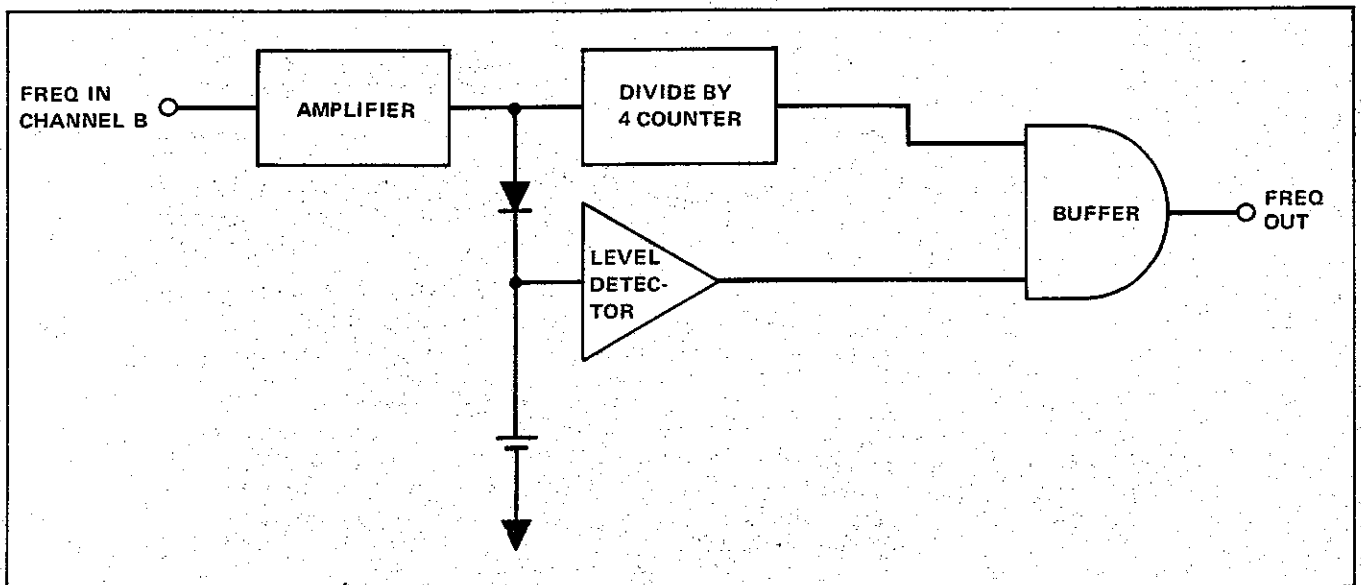 FREQ IN
CHANNEL B
AMPLIFIER
DIVIDE BY
4 COUNTER
LEVEL
DETEC-
TOR
BUFFER
FREQ
OUT